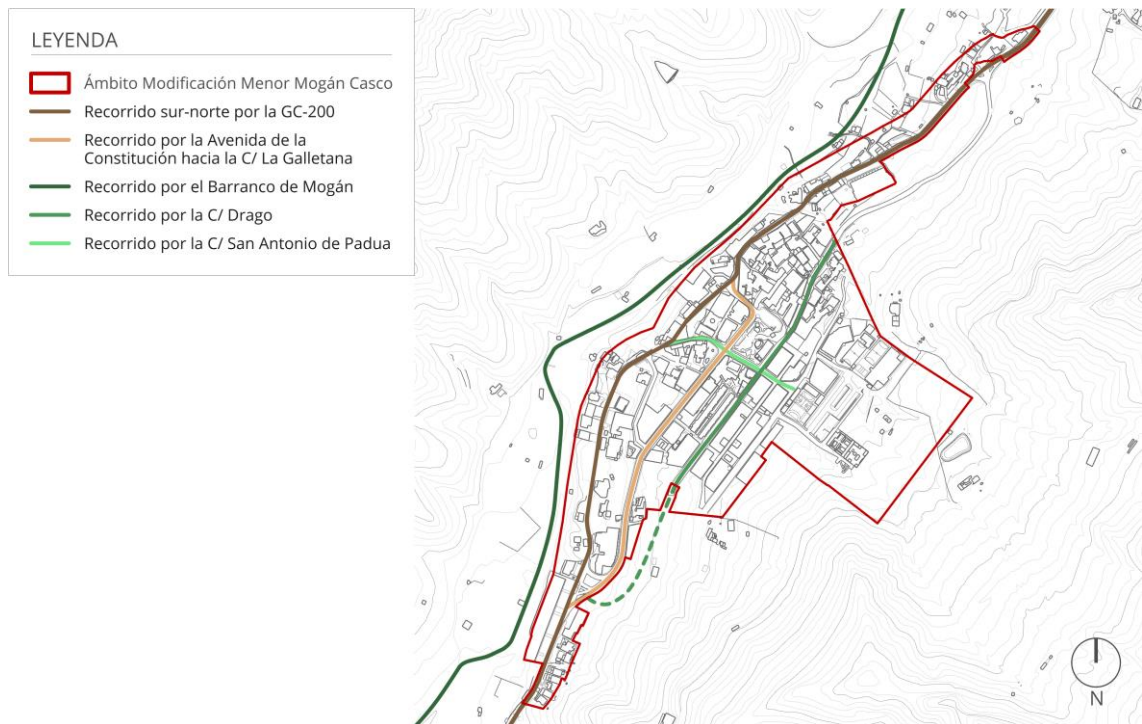 LEYENDA
Ámbito Modificación Menor Mogán Casco
Recorrido sur-norte por la GC-200
Recorrido por la Avenida de la
Constitución hacia la C/ La Galletana
Recorrido por el Barranco de Mogán
Recorrido por la C/ Drago
Recorrido por la C/ San Antonio de Padua
N